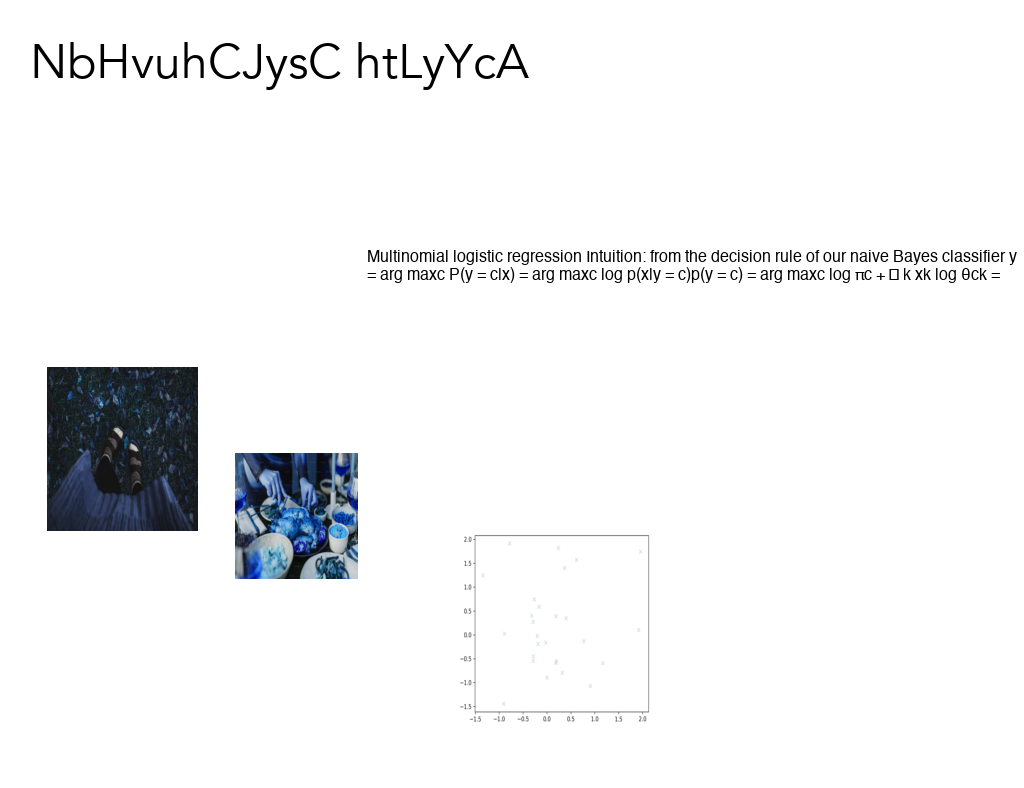 NbHvuhCJysC htLyYcA
Multinomial logistic regression Intuition: from the decision rule of our naive Bayes classifier y
= arg maxc P(y = c|x) = arg maxc log p(x|y = c)p(y = c) = arg maxc log πc + □ k xk log θck =
2.0
1.5
1.0
0.5
0.0
−0.5
−1.0
−1.5
−1.5 −1.0 −0.5 0.0 0.5 1.0 1.5 2.0